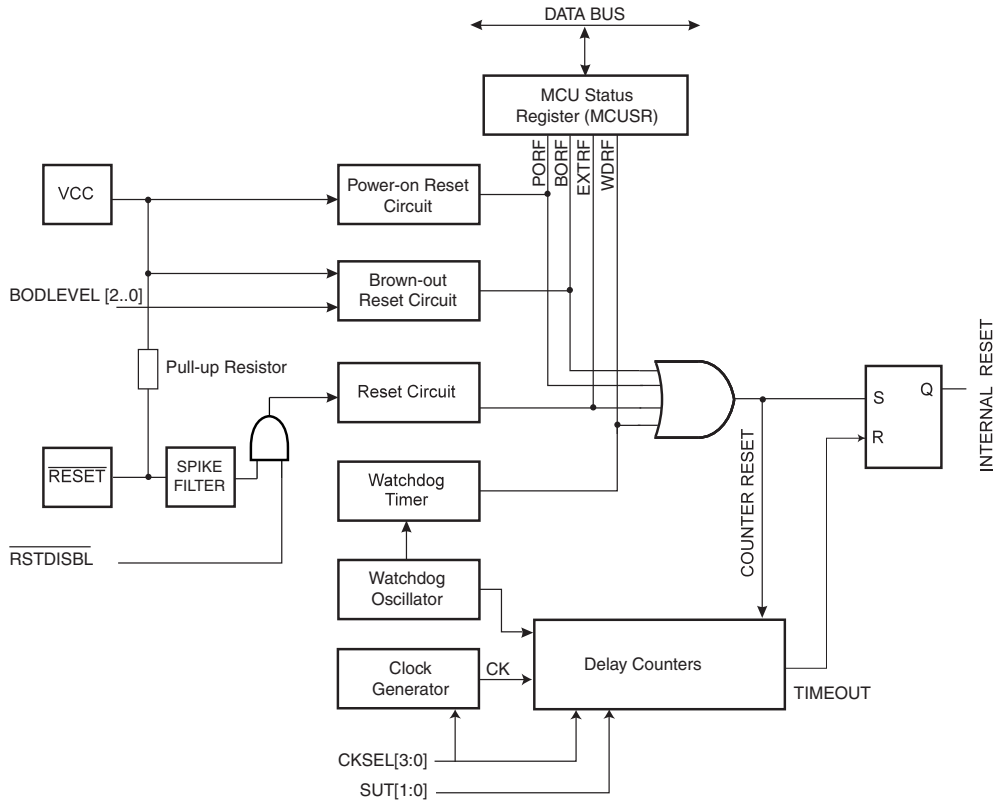 DATA BUS
MCU Status
Register (MCUSR)
PORF
BORF
EXTRF
WDRF
VCC
Power-on Reset
Circuit
BODLEVEL [2..0]
Brown-out
Reset Circuit
Pull-up Resistor
Reset Circuit
S
Q
R
INTERNAL RESET
RESET
SPIKE
FILTER
Watchdog
Timer
COUNTER RESET
RSTDISBL
Watchdog
Oscillator
Clock
Generator
CK
Delay Counters
TIMEOUT
CKSEL[3:0]
SUT[1:0]